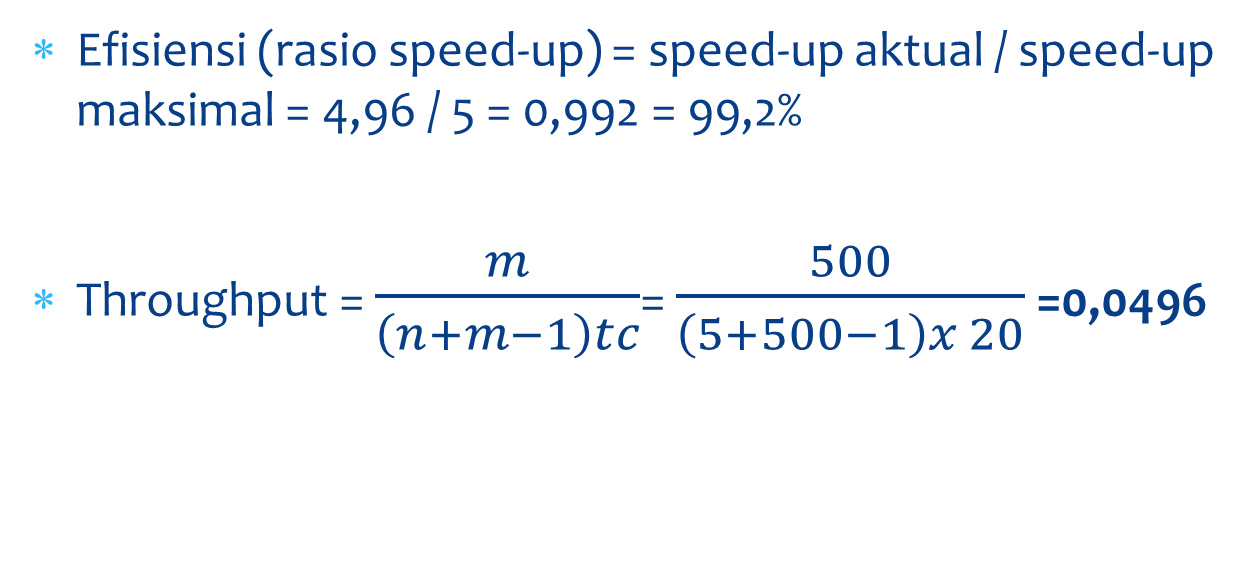 * Efisiensi (rasio speed-up) = speed-up aktual / speed-up
maksimal = 4,96 / 5 = 0,992 = 99,2%
* Throughput = m/((n+m−1)tc) = 500/((5+500−1)x 20) =0,0496